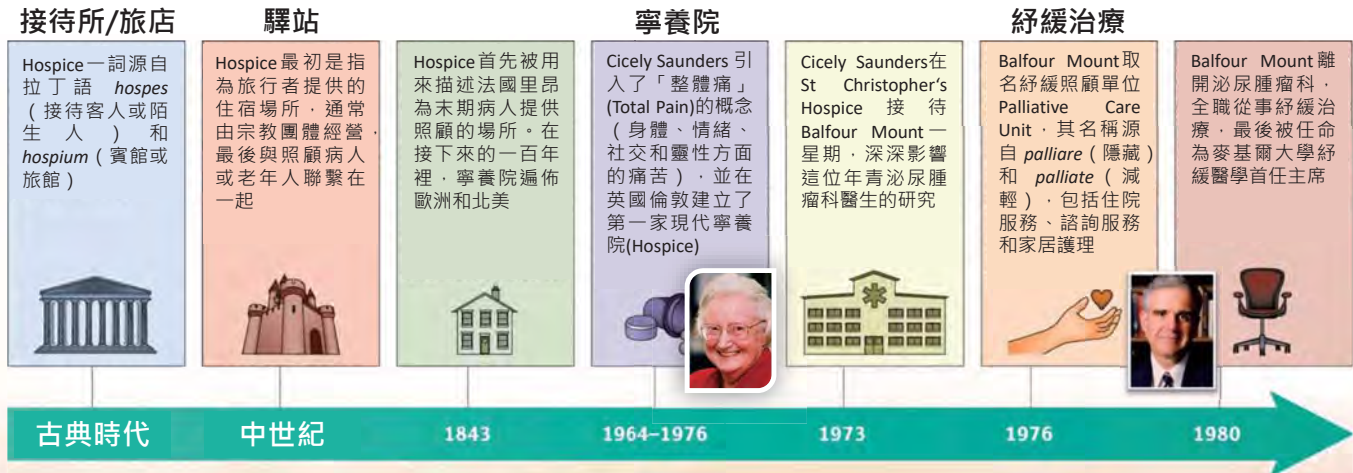 接待所/旅店
驛站
寧養院
紓緩治療
Hospice一詞源自
拉丁語 hospes
（接待客人或陌
生人）和
hospium（賓館或
旅館）
Hospice最初是指
為旅行者提供的
住宿場所，通常
由宗教團體經營，
最後與照顧病人
或老年人聯繫在
一起
Hospice首先被用
來描述法國里昂
為末期病人提供
照顧的場所。在
接下來的一百年
裡，寧養院遍佈
歐洲和北美
Cicely Saunders 引
入了「整體痛」
(Total Pain)的概念
（身體、情緒、
社交和靈性方面
的痛苦），並在
英國倫敦建立了
第一家現代寧養
院(Hospice)
Cicely Saunders在
St Christopher's
Hospice 接待
Balfour Mount 一
星期，深深影響
這位年青泌尿腫
瘤科醫生的研究
Balfour Mount取
名紓緩照顧單位
Palliative Care
Unit，其名稱源
自 palliare（隱藏）
和 palliate（減
輕），包括住院
服務、諮詢服務
和家居護理
Balfour Mount 離
開泌尿腫瘤科，
全職從事紓緩治
療，最後被任命
為麥基爾大學紓
緩醫學首任主席
古典時代
中世紀
1843
1964–1976
1973
1976
1980